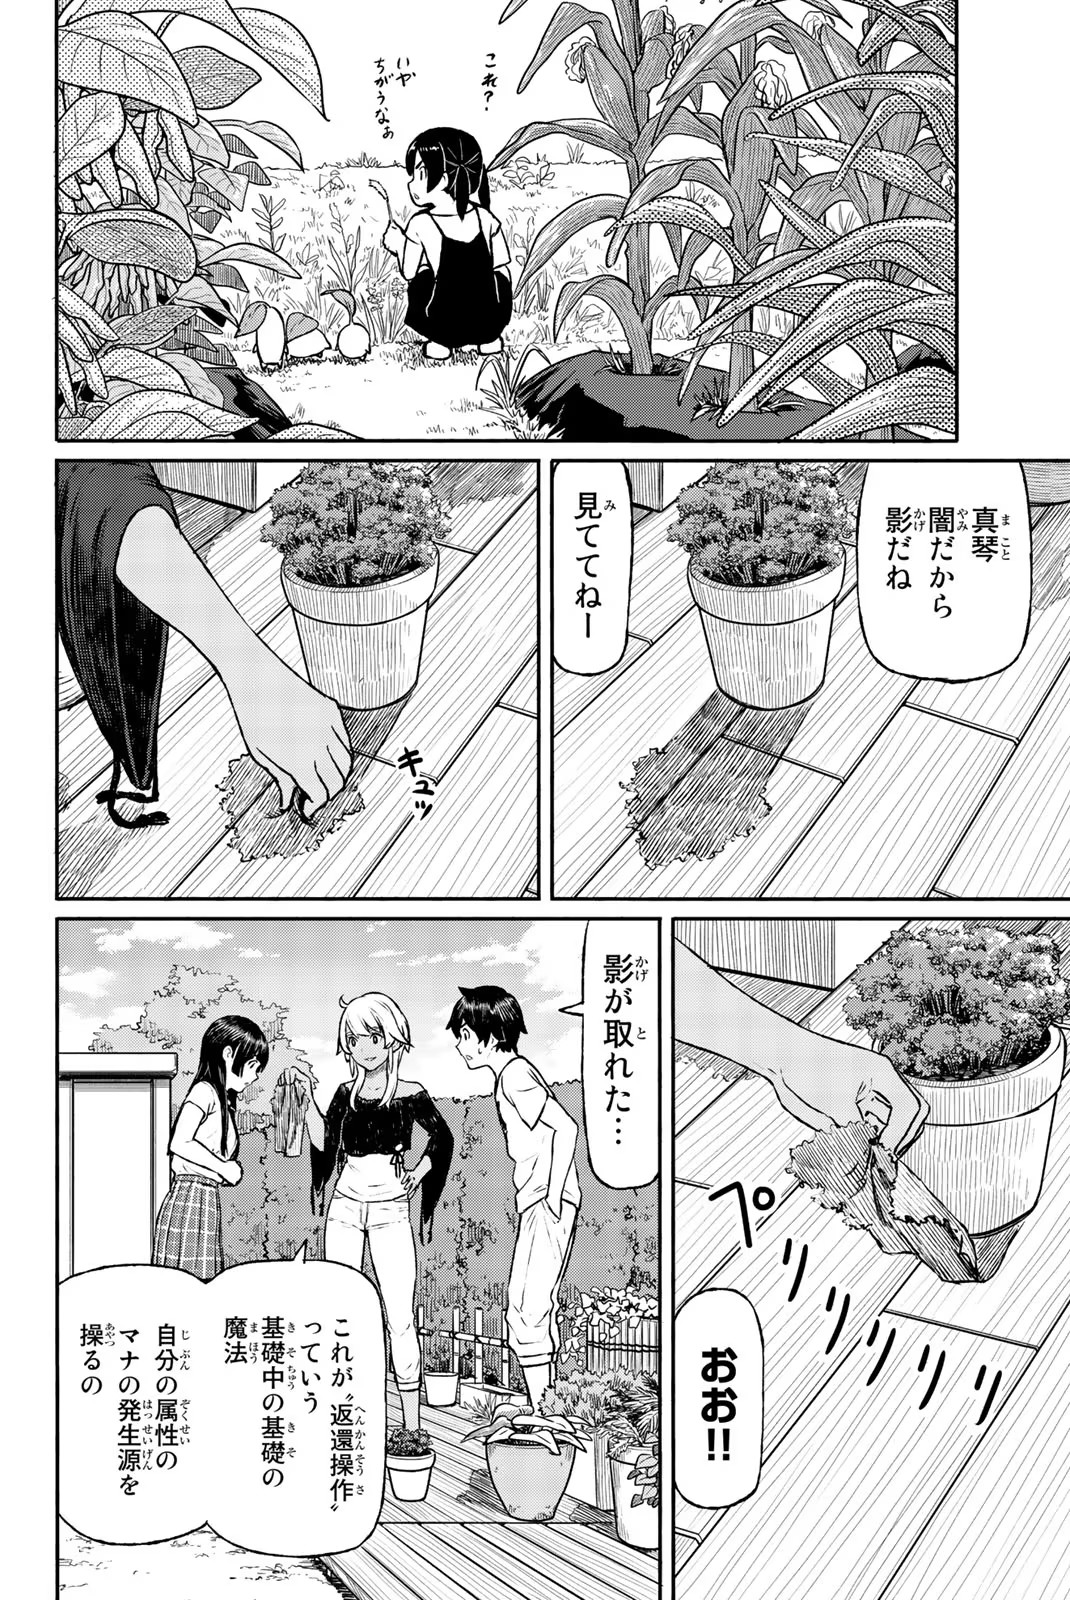 これ?
いや
ちがうなぁ
真琴
闇だから
影だね
見ててねー
キュッ
ペリリリ
おお!!
影が取れた…
これが〝返還操作〟
っていう
基礎中の基礎の
魔法
自分の属性の
マナの発生源を
操るの